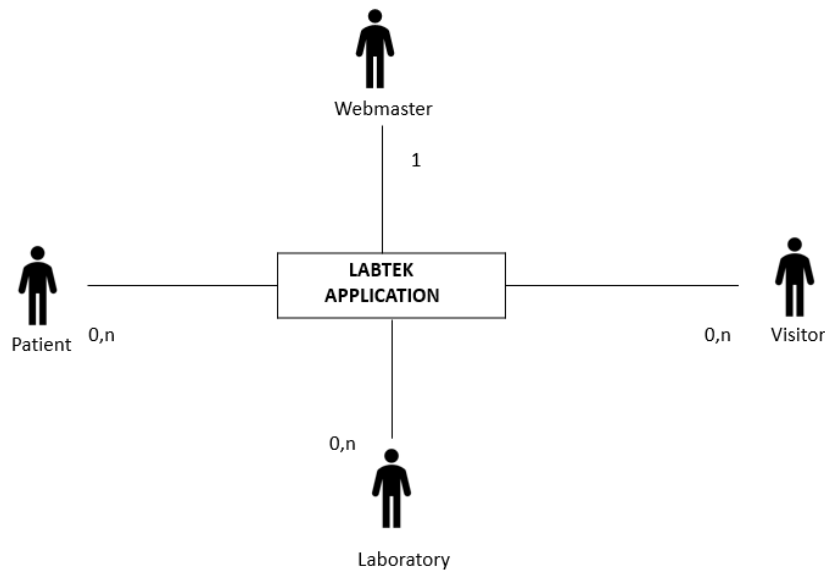 Webmaster
1
LABTEK
APPLICATION
Patient
0,n
0,n
Visitor
0,n
Laboratory